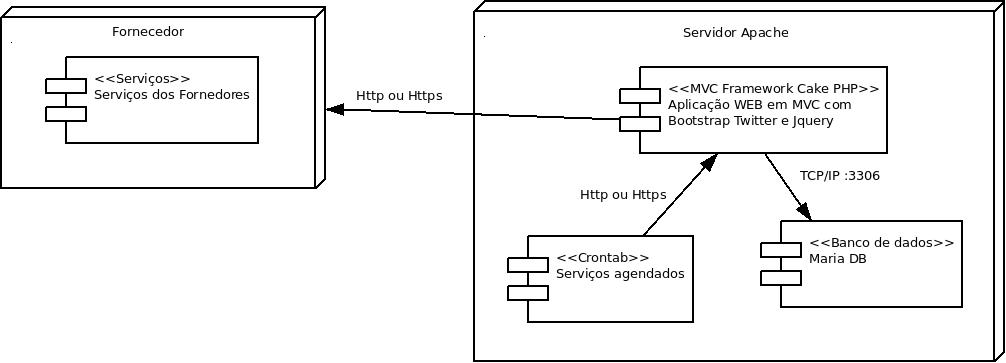 Fornecedor
<<Serviços>>
Serviços dos Fornedores
Http ou Https
Servidor Apache
<<MVC Framework Cake PHP>>
Aplicação WEB em MVC com
Bootstrap Twitter e Jquery
Http ou Https
TCP/IP :3306
<<Crontab>>
Serviços agendados
<<Banco de dados>>
Maria DB